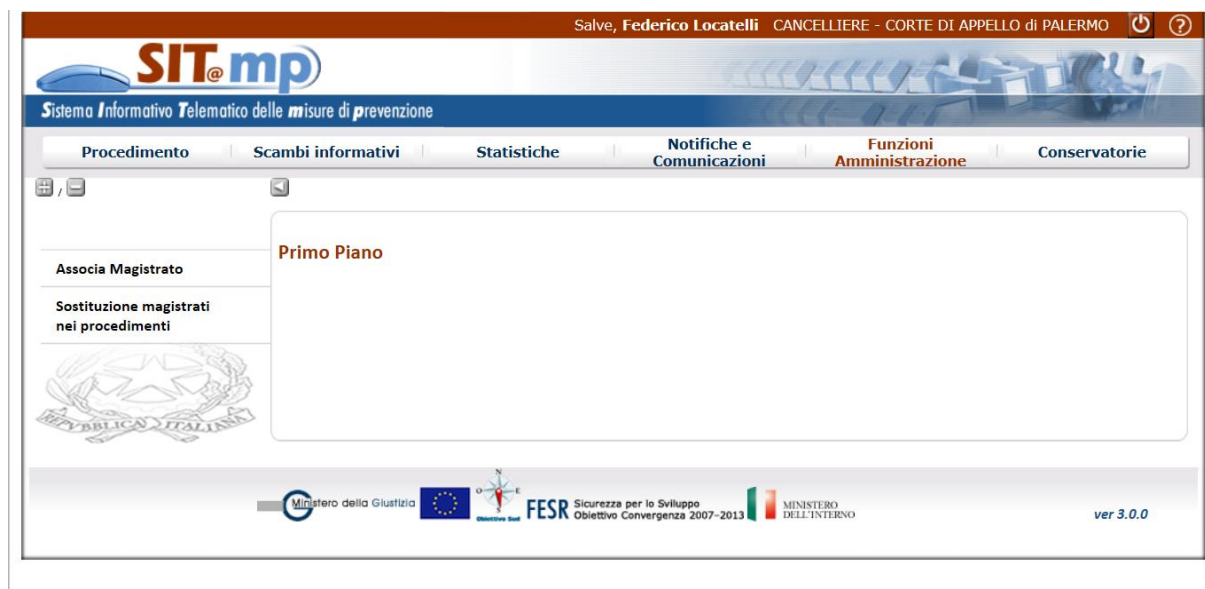 Salve, Federico Locatelli CANCELLIERE - CORTE DI APPELLO di PALERMO
SIT@mp)
Sistema Informativo Telematico delle misure di prevenzione
Procedimento
Scambi informativi
Statistiche
Notifiche e
Comunicazioni
Funzioni
Amministrazione
Conservatorie
/
Primo Piano
Associa Magistrato
Sostituzione magistrati
nei procedimenti
REPVBBLICA ITALIANA
Ministero della Giustizia
N
O E
Obiettivo Sud
FESR
Sicurezza per lo Sviluppo
Obiettivo Convergenza 2007-2013
MINISTERO
DELL'INTERNO
ver 3.0.0